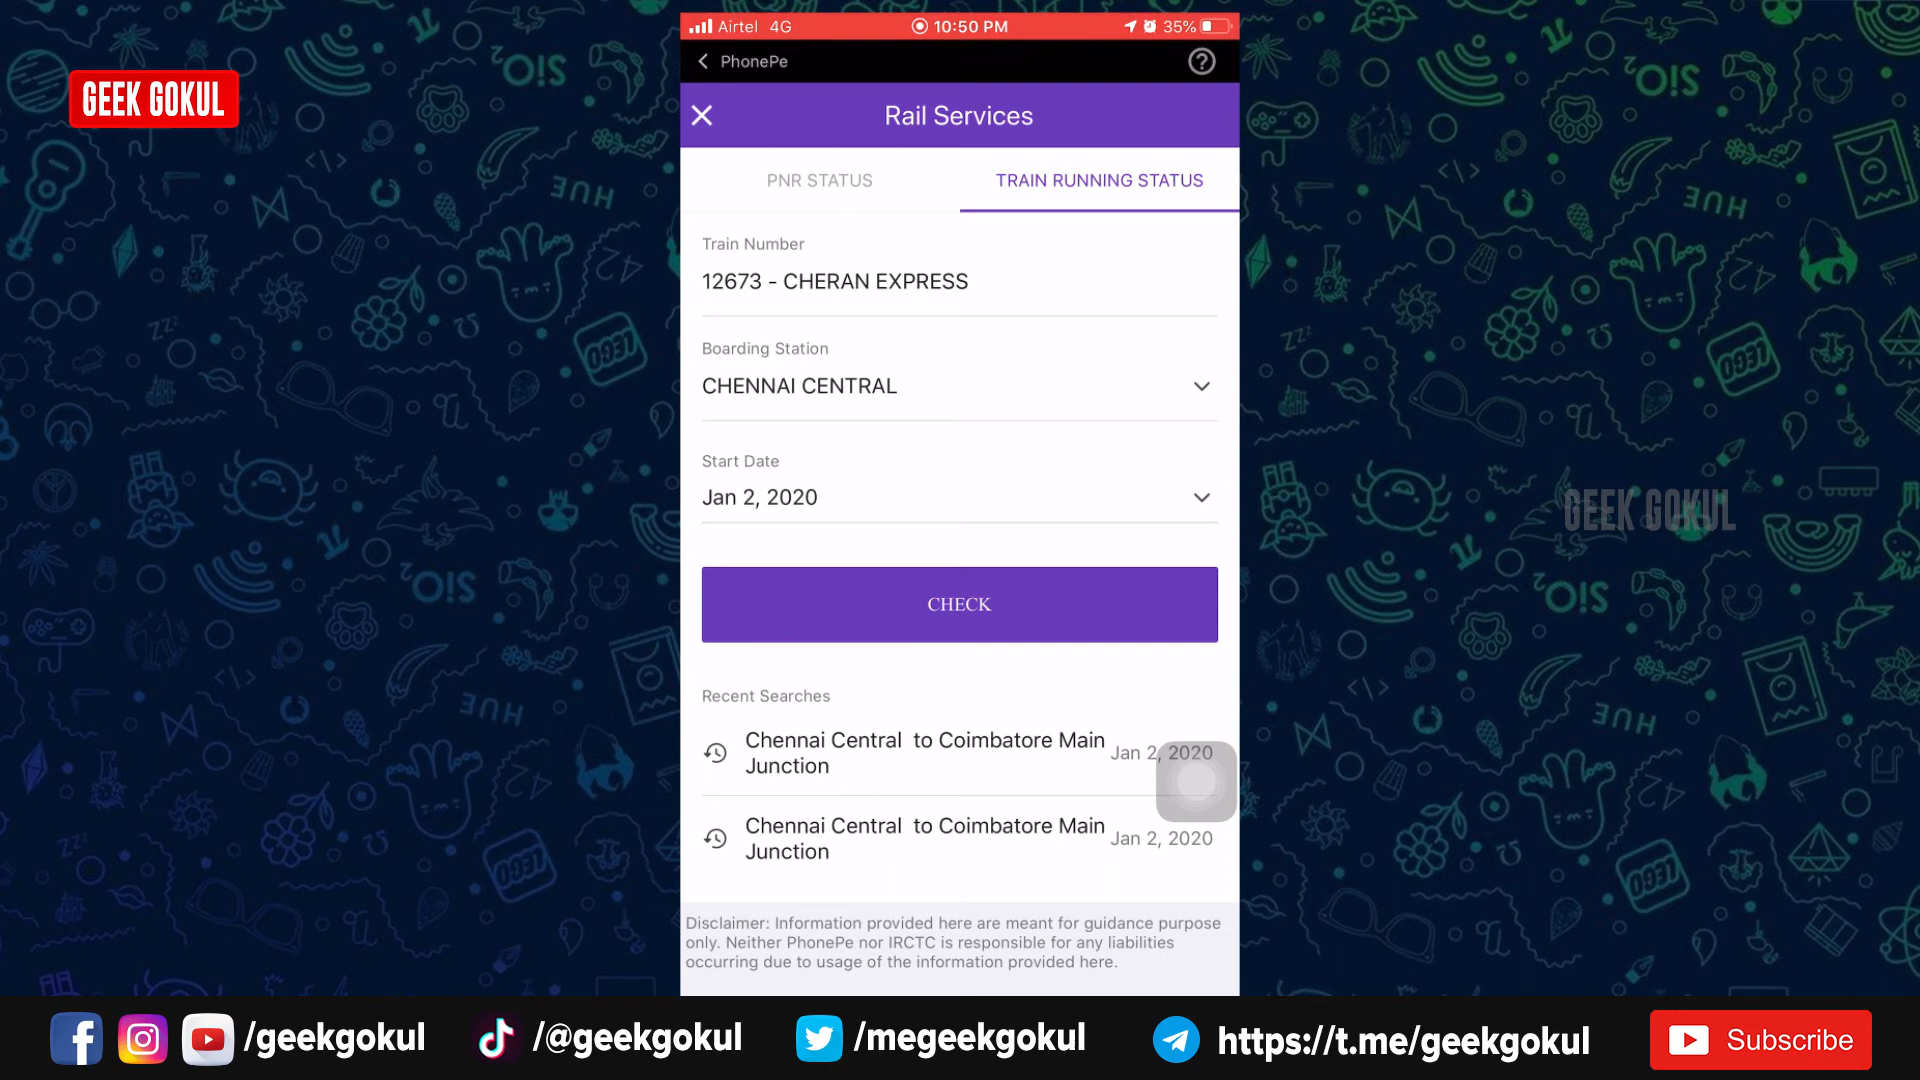 Airtel 4G 10:50 PM 35%
PhonePe
GEEK GOKUL
Rail Services
PNR STATUS TRAIN RUNNING STATUS
Train Number
12673 - CHERAN EXPRESS
Boarding Station
CHENNAI CENTRAL
Start Date
Jan 2, 2020
GEEK GOKUL
CHECK
Recent Searches
Chennai Central to Coimbatore Main
Junction
Jan 2, 2020
Chennai Central to Coimbatore Main
Junction
Jan 2, 2020
Disclaimer: Information provided here are meant for guidance purpose
only. Neither PhonePe nor IRCTC is responsible for any liabilities
occurring due to usage of the information provided here.
/geekgokul /@geekgokul /megeekgokul https://t.me/geekgokul Subscribe